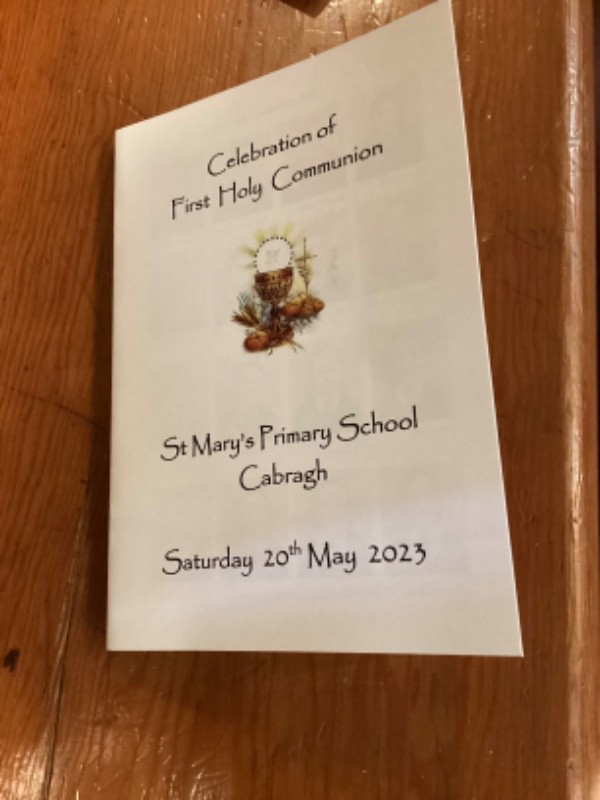 Celebration of
First Holy Communion
St Mary's Primary School
Cabragh
Saturday 20th May 2023